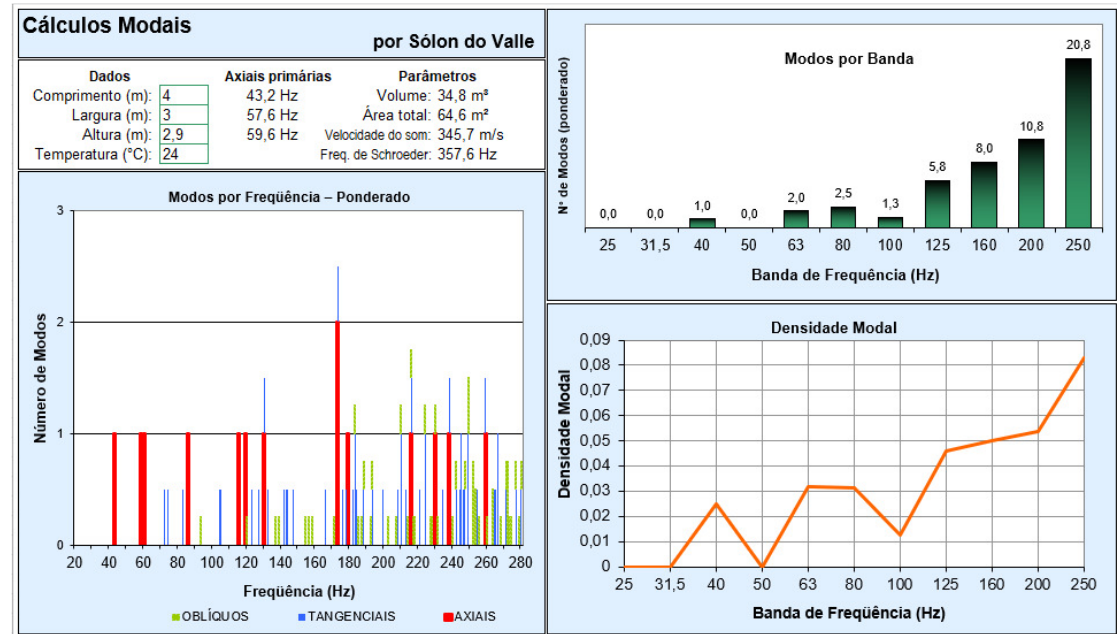 Cálculos Modais
por Sólon do Valle
Dados Axiais primárias Parâmetros
Comprimento (m): 4 43,2 Hz Volume: 34,8 m³
Largura (m): 3 57,6 Hz Área total: 64,6 m²
Altura (m): 2,9 59,6 Hz Velocidade do som: 345,7 m/s
Temperatura (°C): 24 Freq. de Schroeder: 357,6 Hz
Modos por Freqüência – Ponderado
Número de Modos
3
2
1
0
20 40 60 80 100 120 140 160 180 200 220 240 260 280
Freqüência (Hz)
OBLÍQUOS TANGENCIAIS AXIAIS
Modos por Banda
N° de Modos (ponderado)
0,0 0,0 1,0 0,0 2,0 2,5 1,3 5,8 8,0 10,8 20,8
25 31,5 40 50 63 80 100 125 160 200 250
Banda de Frequência (Hz)
Densidade Modal
Densidade Modal
0,09
0,08
0,07
0,06
0,05
0,04
0,03
0,02
0,01
0
25 31,5 40 50 63 80 100 125 160 200 250
Banda de Freqüência (Hz)